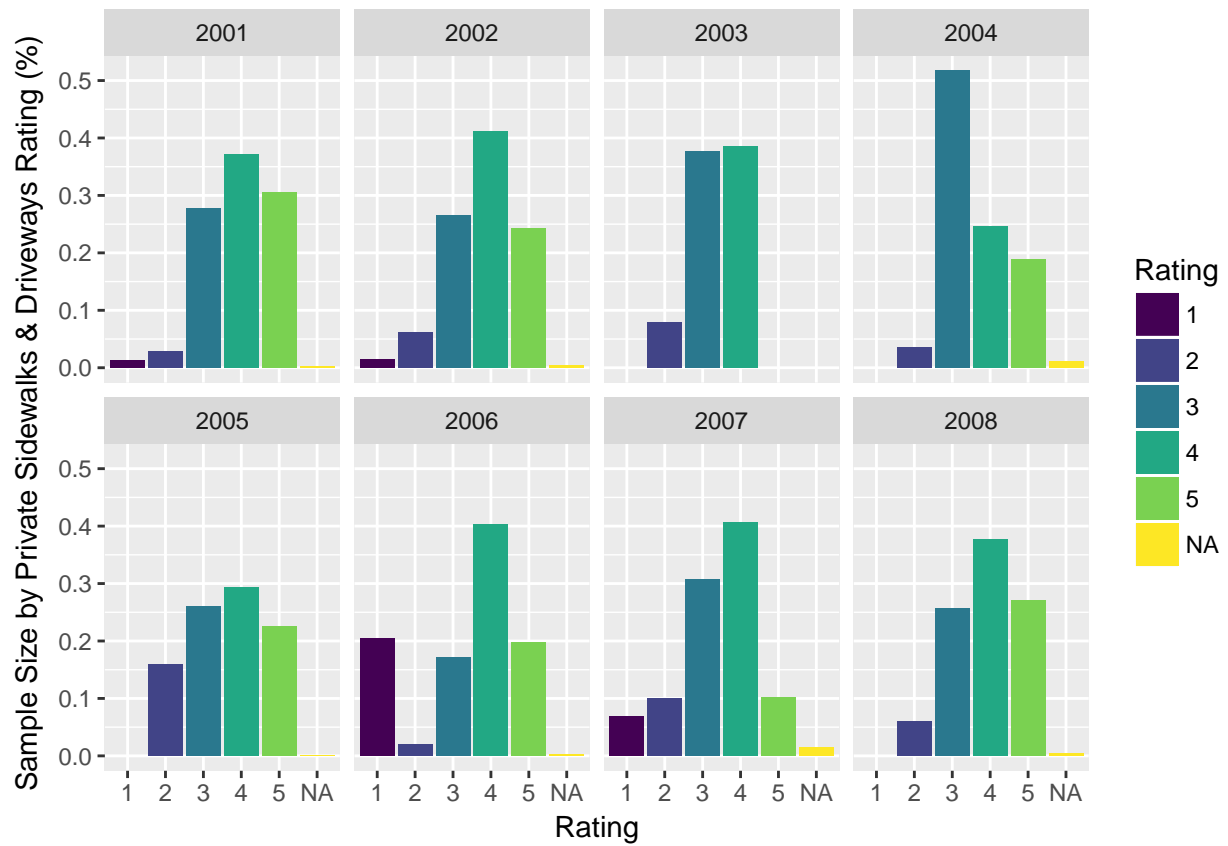 Sample Size by Private Sidewalks & Driveways Rating (%)
2001 2002 2003 2004
0.5
0.4
0.3
0.2
0.1
0.0
2005 2006 2007 2008
0.5
0.4
0.3
0.2
0.1
0.0
1 2 3 4 5 NA 1 2 3 4 5 NA 1 2 3 4 5 NA 1 2 3 4 5 NA
Rating
Rating
1
2
3
4
5
NA